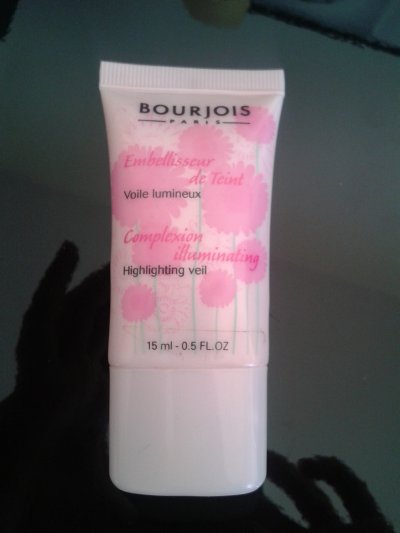 BOURJOIS
PARIS
Embellisseur
de Teint
Voile lumineux
Complexion
illuminating
Highlighting veil
15 ml - 0.5 FL.OZ